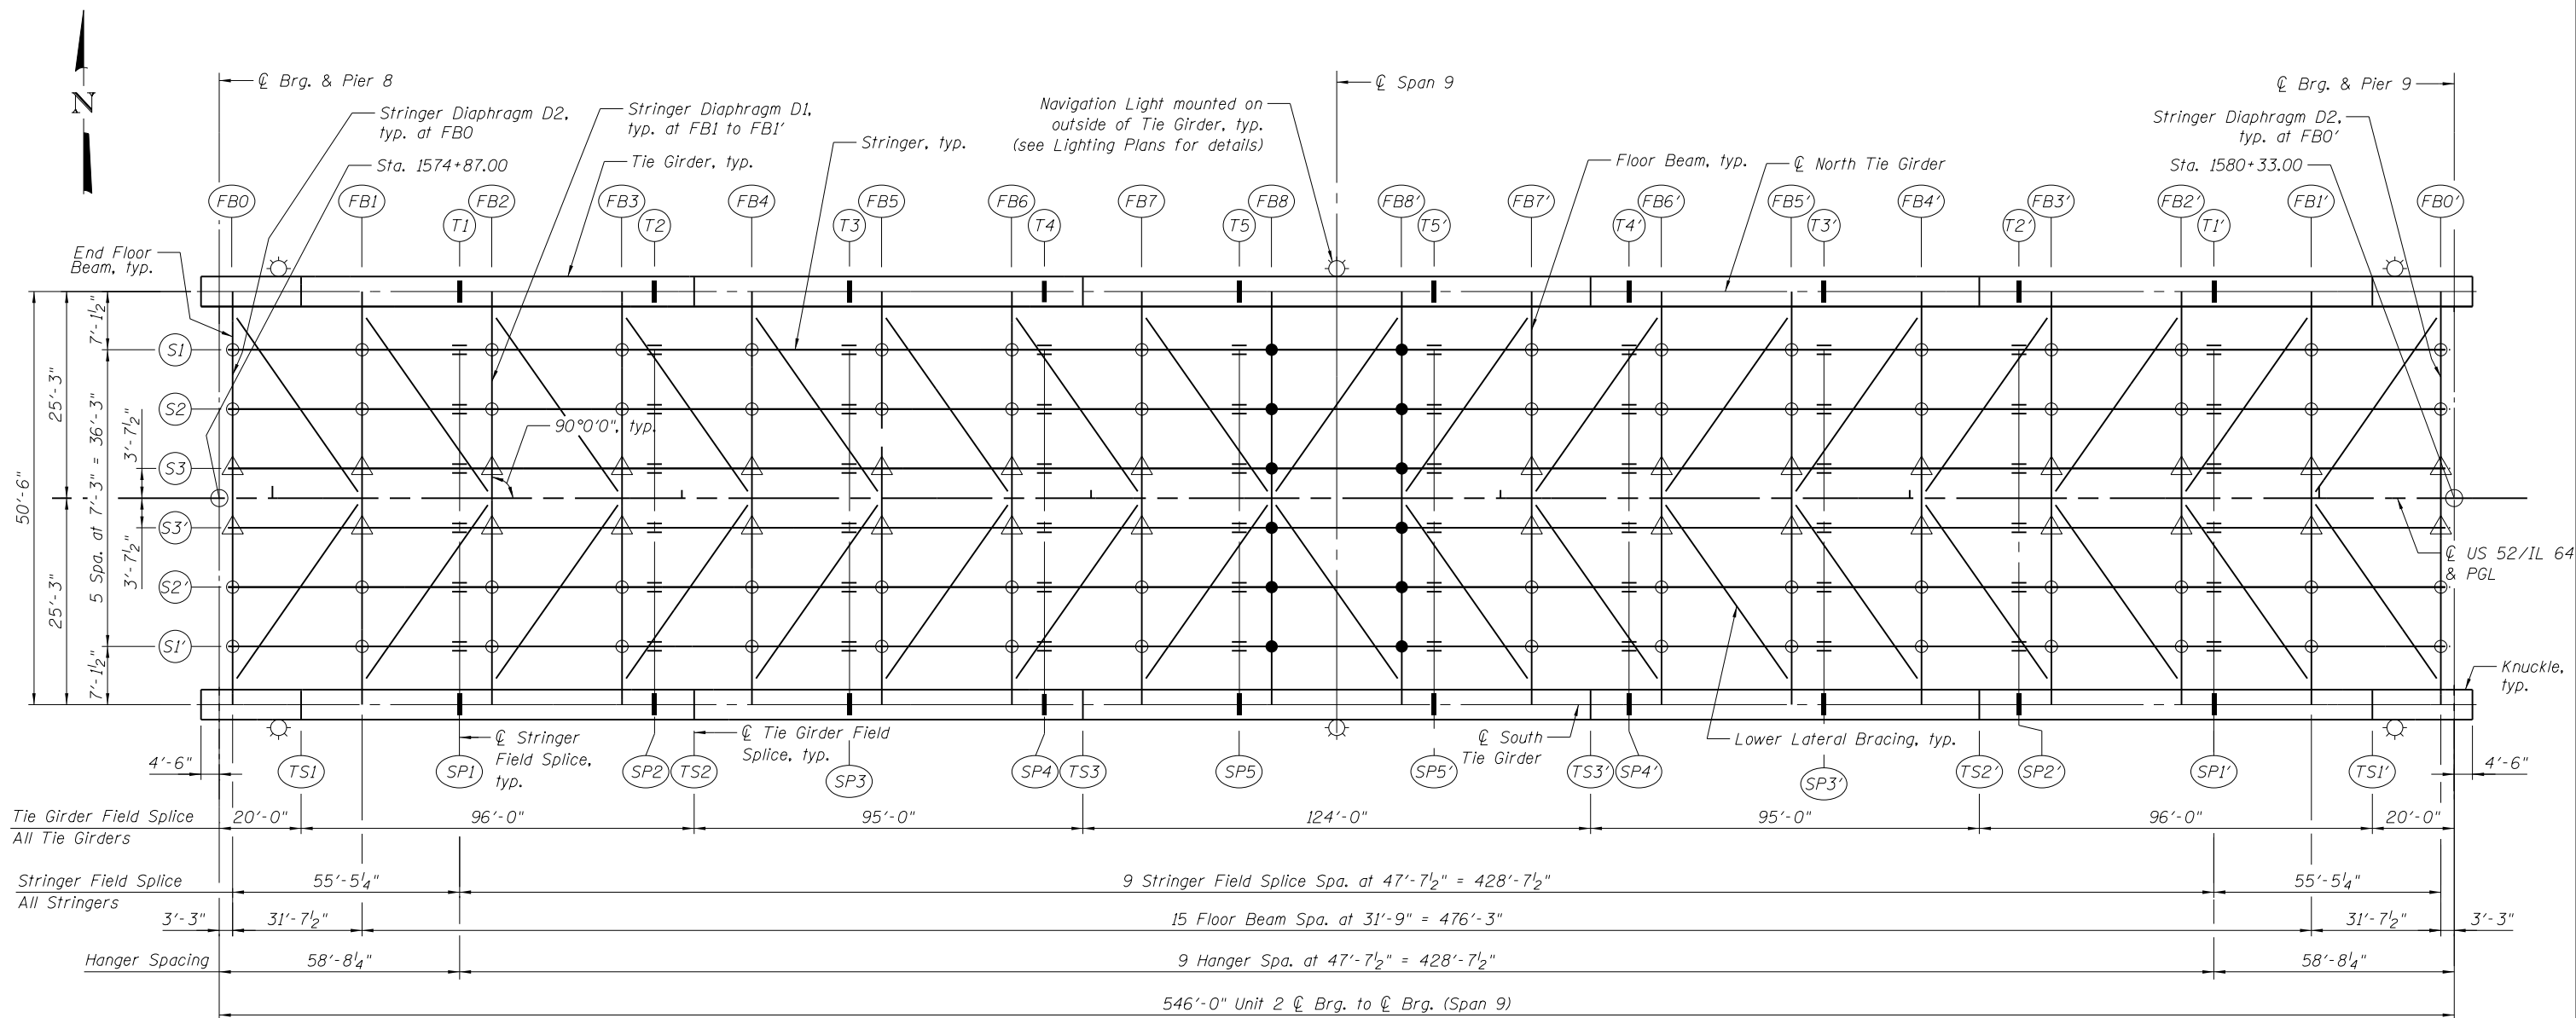 N
℄ Brg. & Pier 8
Stringer Diaphragm D2,
typ. at FB0
Sta. 1574+87.00
Stringer Diaphragm D1,
typ. at FB1 to FB1'
Tie Girder, typ.
Stringer, typ.
Navigation Light mounted on
outside of Tie Girder, typ.
(see Lighting Plans for details)
℄ Span 9
Floor Beam, typ.
℄ North Tie Girder
℄ Brg. & Pier 9
Stringer Diaphragm D2,
typ. at FB0'
Sta. 1580+33.00
FB0 FB1 FB2 FB3 FB4 FB5 FB6 FB7 FB8 FB8' FB7' FB6' FB5' FB4' FB3' FB2' FB1' FB0'
T1 T2 T3 T4 T5 T5' T4' T3' T2' T1'
End Floor
Beam, typ.
S1
S2
S3
S3'
S2'
S1'
50'-6"
25'-3"
25'-3"
7'-1½"
5 Spa. at 7'-3" = 36'-3"
7'-1½"
3'-7½"
3'-7½"
90°0'0", typ.
℄ US 52/IL 64
& PGL
Knuckle,
typ.
℄ Stringer
Field Splice,
typ.
℄ Tie Girder Field
Splice, typ.
℄ South
Tie Girder
Lower Lateral Bracing, typ.
4'-6"
TS1 SP1 SP2 TS2 SP3 SP4 TS3 SP5 SP5' TS3' SP4' SP3' TS2' SP2' SP1' TS1'
4'-6"
Tie Girder Field Splice
All Tie Girders
20'-0" 96'-0" 95'-0" 124'-0" 95'-0" 96'-0" 20'-0"
Stringer Field Splice
All Stringers
55'-5¼" 9 Stringer Field Splice Spa. at 47'-7½" = 428'-7½" 55'-5¼"
3'-3" 31'-7½" 15 Floor Beam Spa. at 31'-9" = 476'-3" 31'-7½" 3'-3"
Hanger Spacing 58'-8¼" 9 Hanger Spa. at 47'-7½" = 428'-7½" 58'-8¼"
546'-0" Unit 2 ℄ Brg. to ℄ Brg. (Span 9)